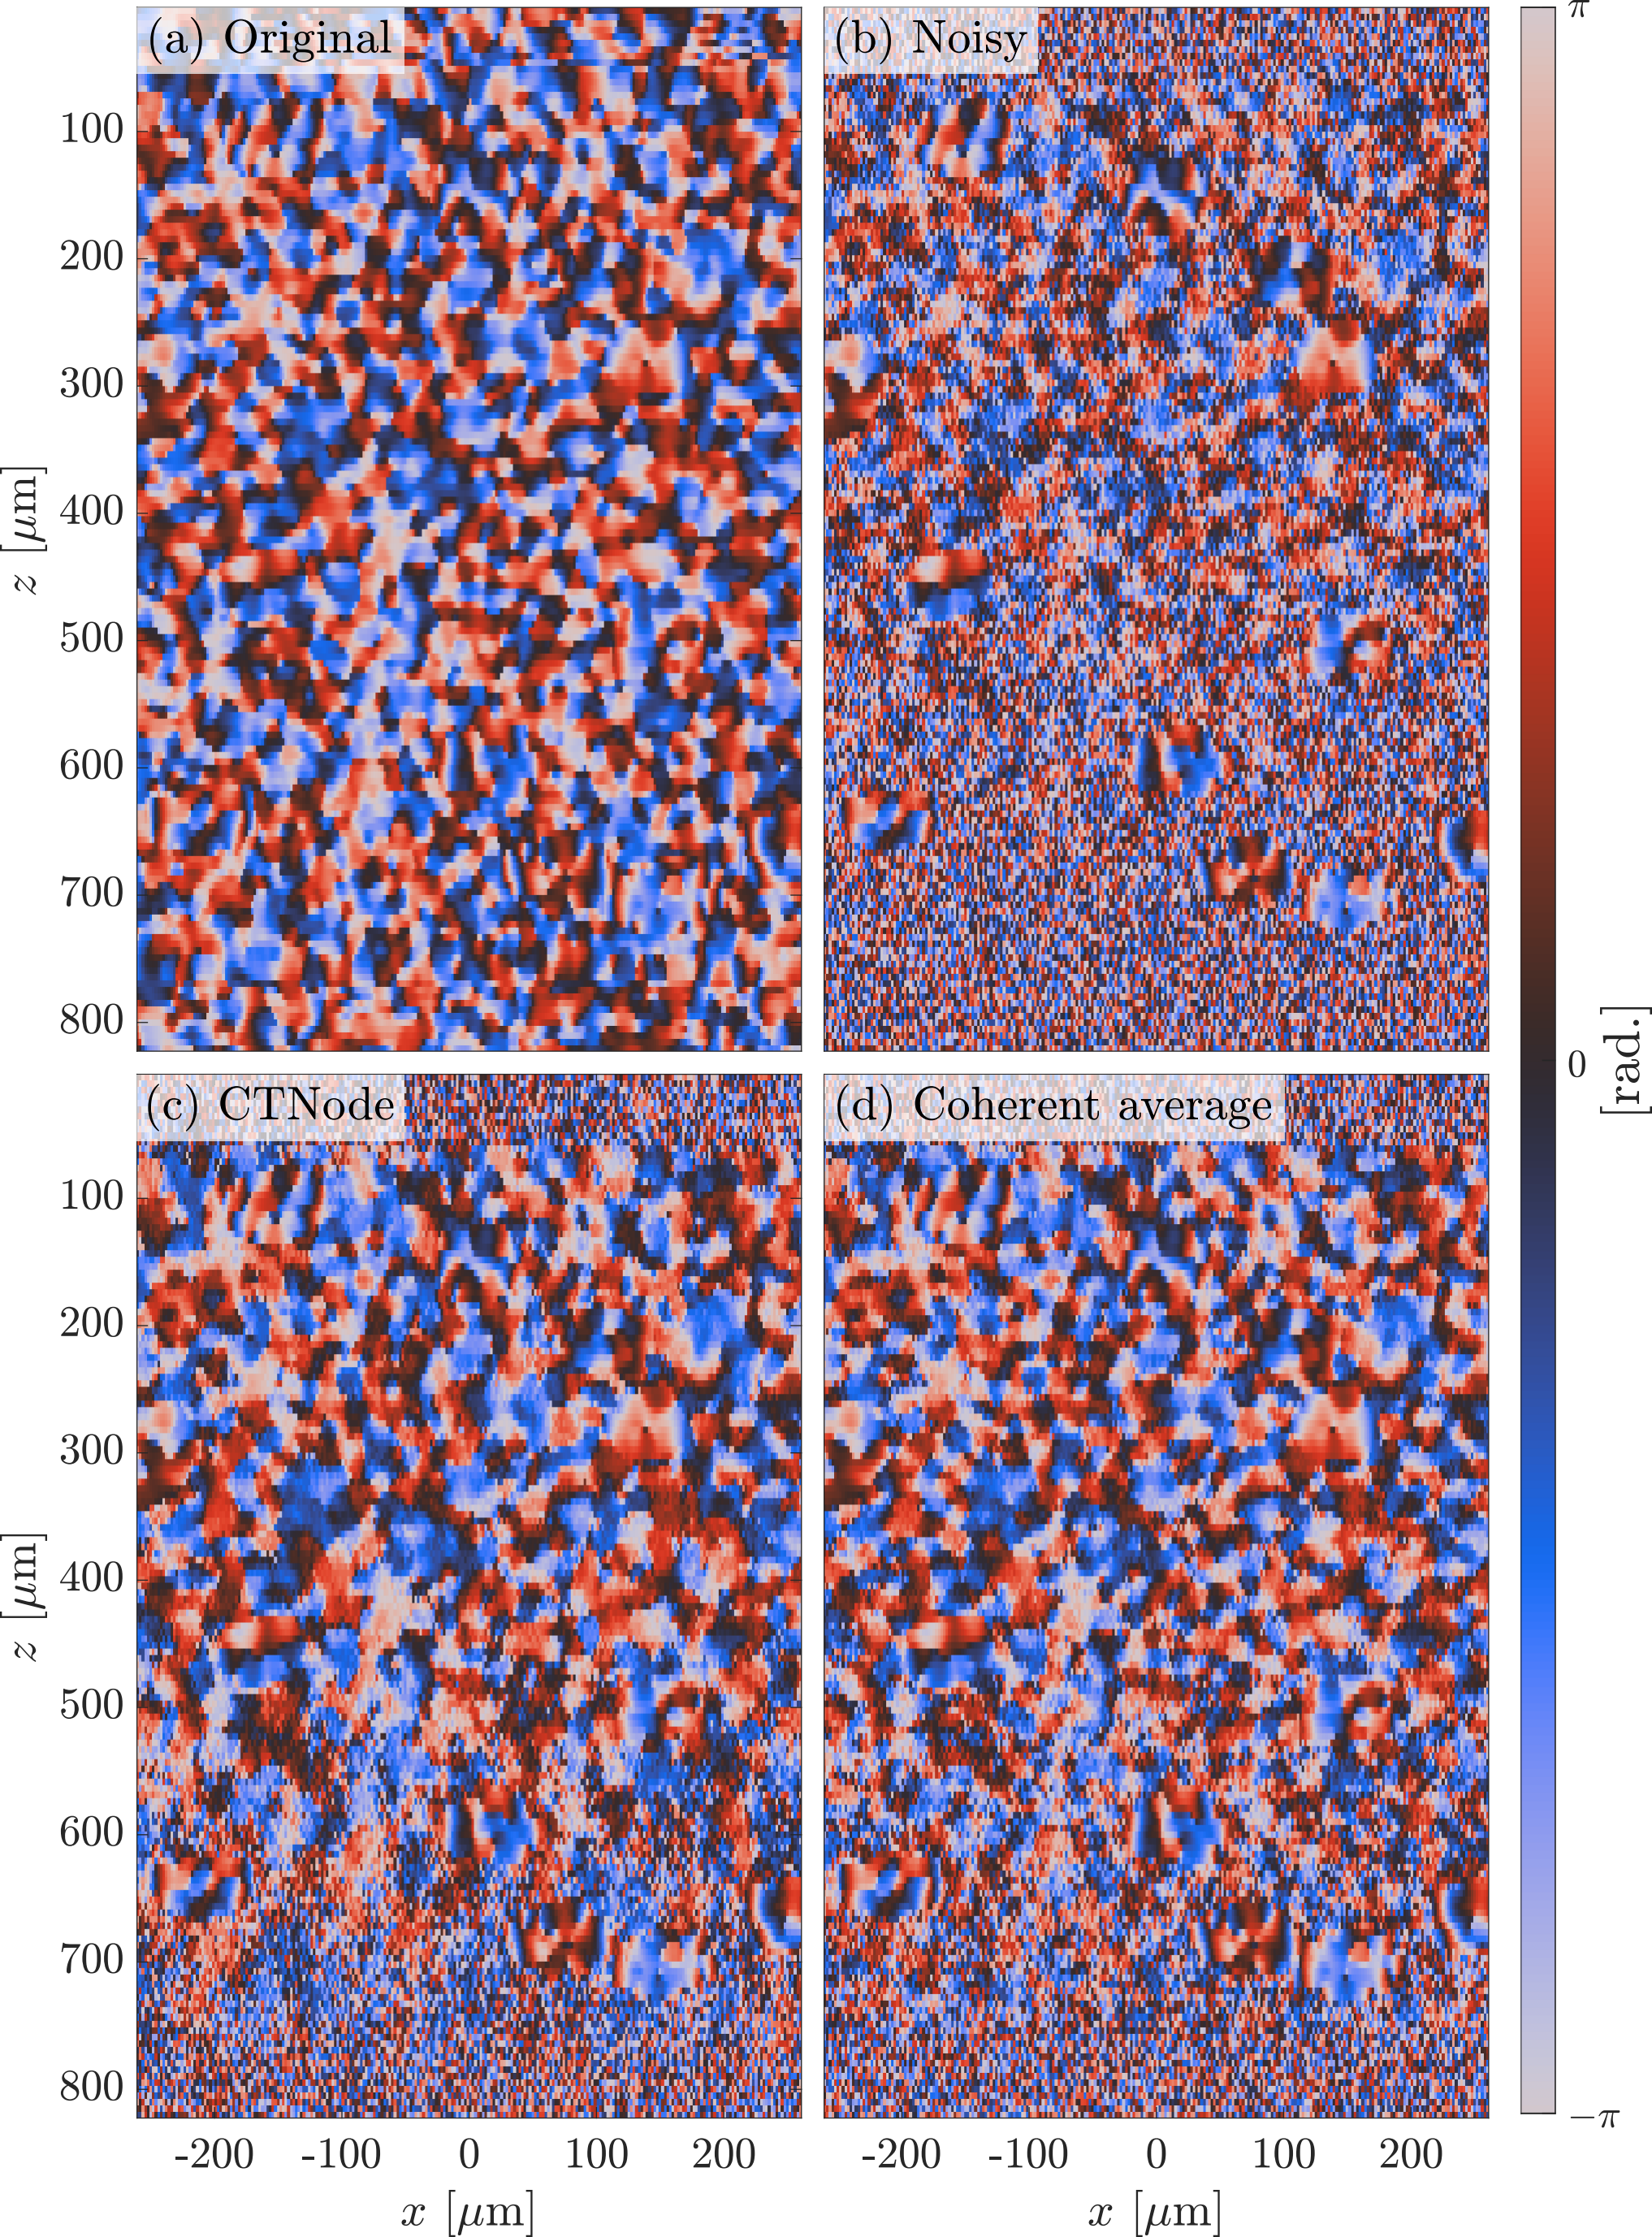 (a) Original
(b) Noisy
π
100
200
300
400
500
600
700
800
z [μm]
0
[rad.]
(c) CTNode
(d) Coherent average
100
200
300
400
500
600
700
800
z [μm]
−π
-200 -100 0 100 200
-200 -100 0 100 200
x [μm]
x [μm]